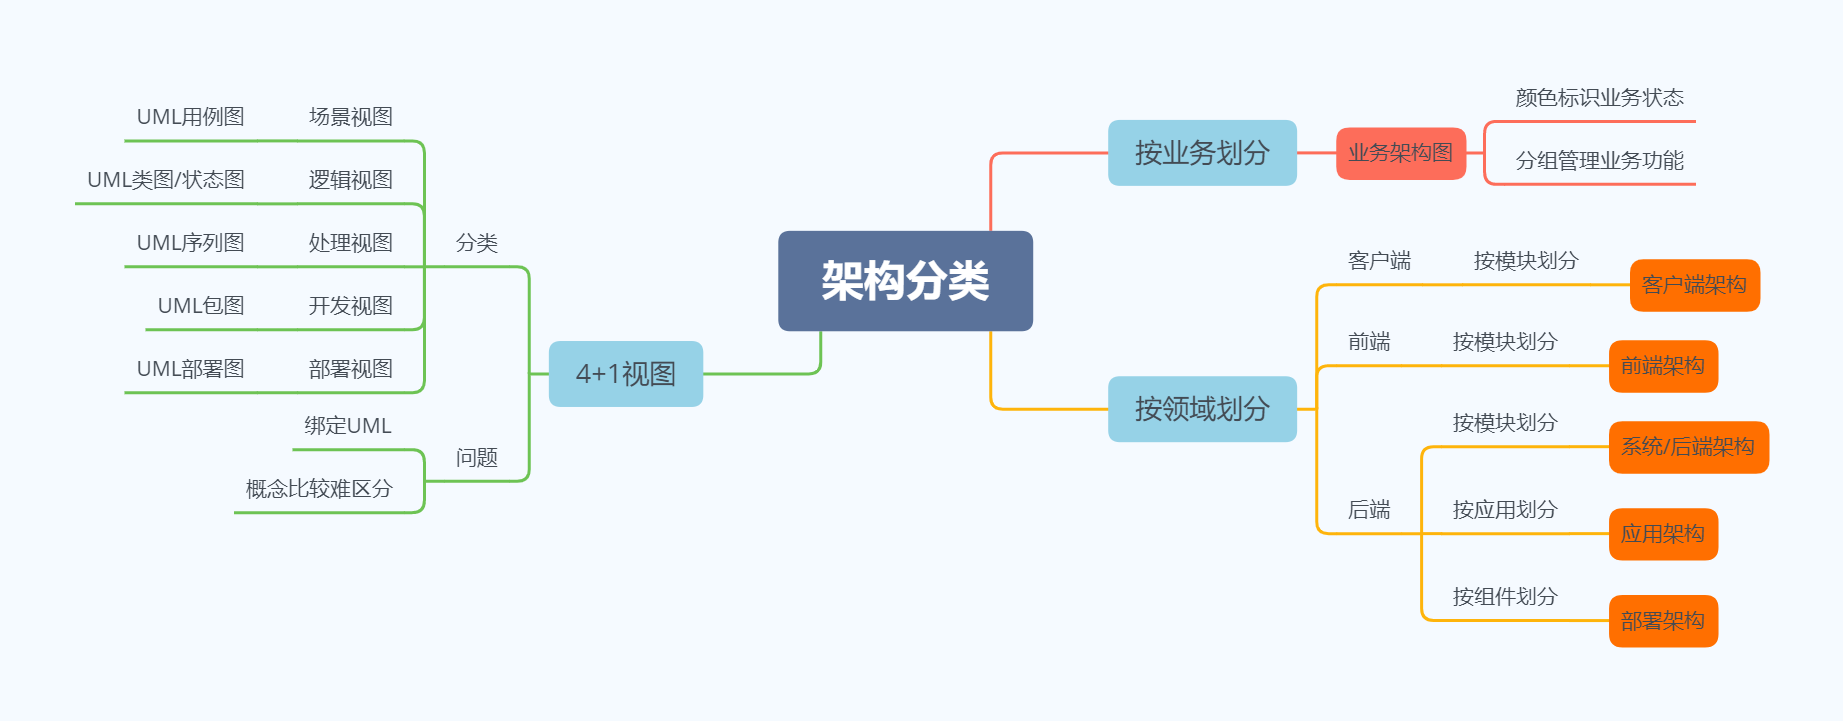 架构分类
按业务划分
业务架构图
颜色标识业务状态
分组管理业务功能
按领域划分
客户端
按模块划分
客户端架构
前端
按模块划分
前端架构
后端
按模块划分
系统/后端架构
按应用划分
应用架构
按组件划分
部署架构
4+1视图
分类
场景视图
UML用例图
逻辑视图
UML类图/状态图
处理视图
UML序列图
开发视图
UML包图
部署视图
UML部署图
问题
绑定UML
概念比较难区分